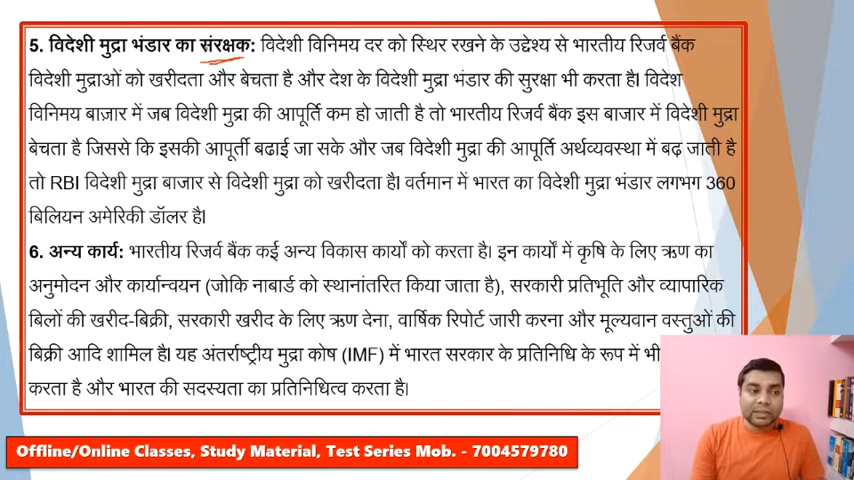 5. विदेशी मुद्रा भंडार का संरक्षक: विदेशी विनिमय दर को स्थिर रखने के उद्देश्य से भारतीय रिजर्व बैंक
विदेशी मुद्राओं को खरीदता और बेचता है और देश के विदेशी मुद्रा भंडार की सुरक्षा भी करता है। विदेश
विनिमय बाज़ार में जब विदेशी मुद्रा की आपूर्ति कम हो जाती है तो भारतीय रिजर्व बैंक इस बाजार में विदेशी मुद्रा
बेचता है जिससे कि इसकी आपूर्ती बढाई जा सके और जब विदेशी मुद्रा की आपूर्ति अर्थव्यवस्था में बढ़ जाती है
तो RBI विदेशी मुद्रा बाजार से विदेशी मुद्रा को खरीदता है। वर्तमान में भारत का विदेशी मुद्रा भंडार लगभग 360
बिलियन अमेरिकी डॉलर है।
6. अन्य कार्य: भारतीय रिजर्व बैंक कई अन्य विकास कार्यों को करता है। इन कार्यों में कृषि के लिए ऋण का
अनुमोदन और कार्यान्वयन (जोकि नाबार्ड को स्थानांतरित किया जाता है), सरकारी प्रतिभूति और व्यापारिक
बिलों की खरीद-बिक्री, सरकारी खरीद के लिए ऋण देना, वार्षिक रिपोर्ट जारी करना और मूल्यवान वस्तुओं की
बिक्री आदि शामिल है। यह अंतर्राष्ट्रीय मुद्रा कोष (IMF) में भारत सरकार के प्रतिनिधि के रूप में भी
करता है और भारत की सदस्यता का प्रतिनिधित्व करता है।
Offline/Online Classes, Study Material, Test Series Mob. - 7004579780